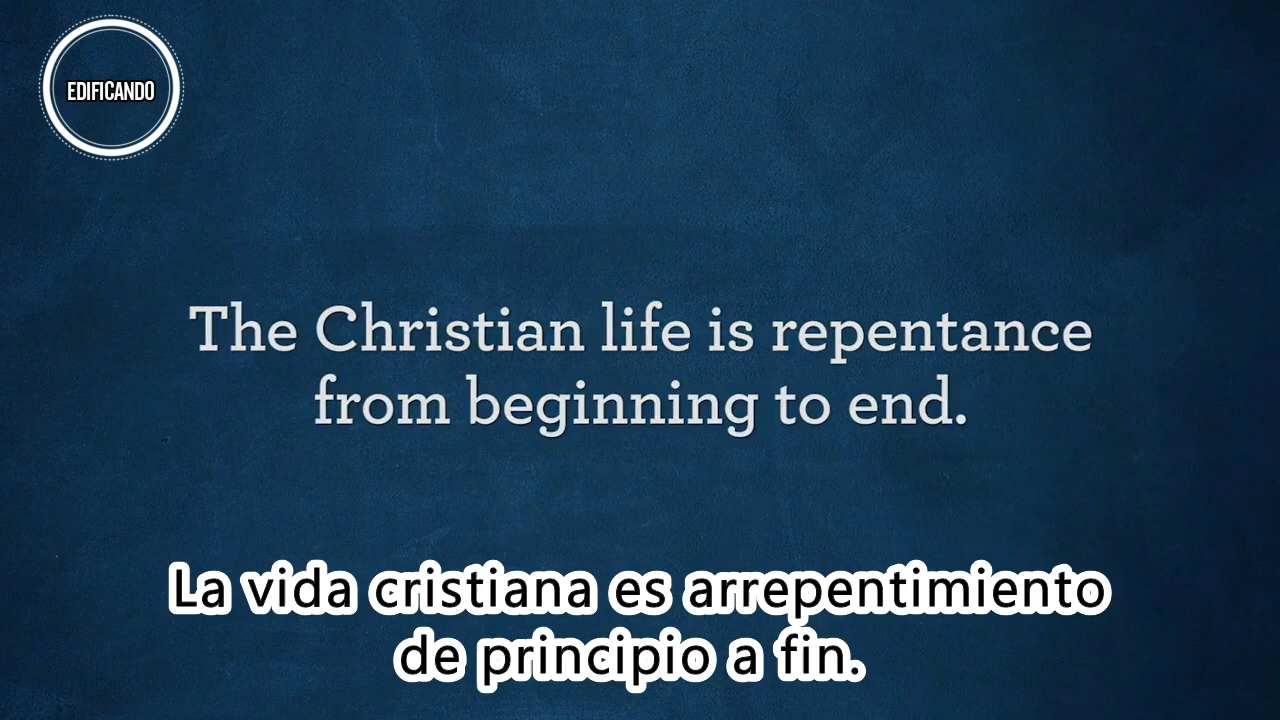 EDIFICANDO
The Christian life is repentance
from beginning to end.
La vida cristiana es arrepentimiento
de principio a fin.